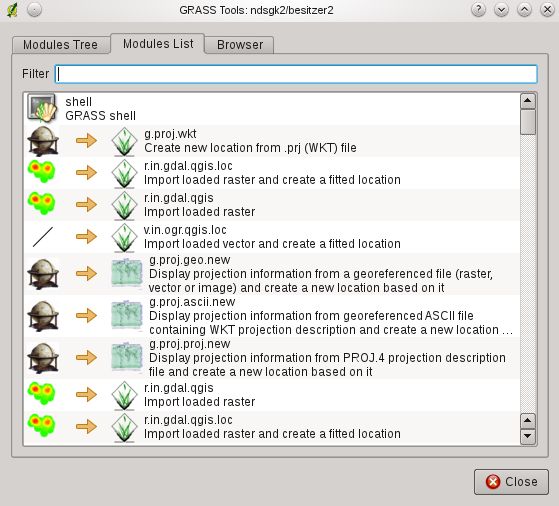 GRASS Tools: ndsgk2/besitzer2
Modules Tree
Modules List
Browser
Filter
shell
GRASS shell
g.proj.wkt
Create new location from .prj (WKT) file
r.in.gdal.qgis.loc
Import loaded raster and create a fitted location
r.in.gdal.qgis
Import loaded raster
v.in.ogr.qgis.loc
Import loaded vector and create a fitted location
g.proj.geo.new
Display projection information from a georeferenced file (raster,
vector or image) and create a new location based on it
g.proj.ascii.new
Display projection information from georeferenced ASCII file
containing WKT projection description and create a new location ...
g.proj.proj.new
Display projection information from PROJ.4 projection description
file and create a new location based on it
r.in.gdal.qgis
Import loaded raster
r.in.gdal.qgis.loc
Import loaded raster and create a fitted location
Close